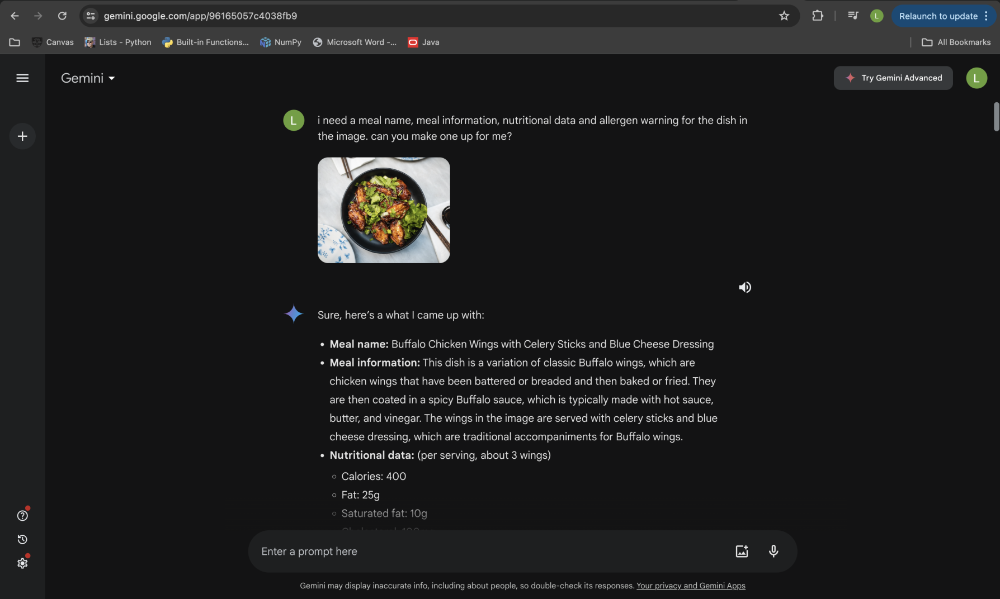 gemini.google.com/app/96165057c4038fb9
L
Relaunch to update
Canvas
Lists - Python
Built-in Functions...
NumPy
Microsoft Word -...
Java
All Bookmarks
Gemini
Try Gemini Advanced
L
L
i need a meal name, meal information, nutritional data and allergen warning for the dish in
the image. can you make one up for me?
Sure, here's a what I came up with:
• Meal name: Buffalo Chicken Wings with Celery Sticks and Blue Cheese Dressing
• Meal information: This dish is a variation of classic Buffalo wings, which are
chicken wings that have been battered or breaded and then baked or fried. They
are then coated in a spicy Buffalo sauce, which is typically made with hot sauce,
butter, and vinegar. The wings in the image are served with celery sticks and blue
cheese dressing, which are traditional accompaniments for Buffalo wings.
• Nutritional data: (per serving, about 3 wings)
◦ Calories: 400
◦ Fat: 25g
◦ Saturated fat: 10g
Enter a prompt here
Gemini may display inaccurate info, including about people, so double-check its responses. Your privacy and Gemini Apps